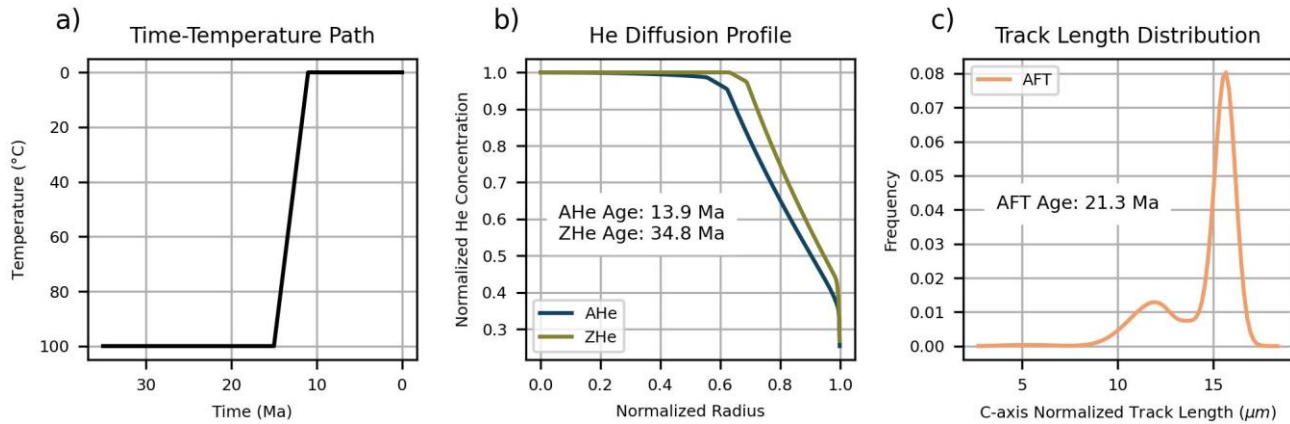 a)
Time-Temperature Path
0
20
40
60
80
100
Temperature (°C)
30
20
10
0
Time (Ma)
b)
He Diffusion Profile
1.0
0.9
0.8
0.7
0.6
0.5
0.4
0.3
Normalized He Concentration
AHe Age: 13.9 Ma
ZHe Age: 34.8 Ma
AHe
ZHe
0.0
0.2
0.4
0.6
0.8
1.0
Normalized Radius
c)
Track Length Distribution
AFT
0.08
0.07
0.06
0.05
0.04
0.03
0.02
0.01
0.00
Frequency
AFT Age: 21.3 Ma
5
10
15
C-axis Normalized Track Length (μm)